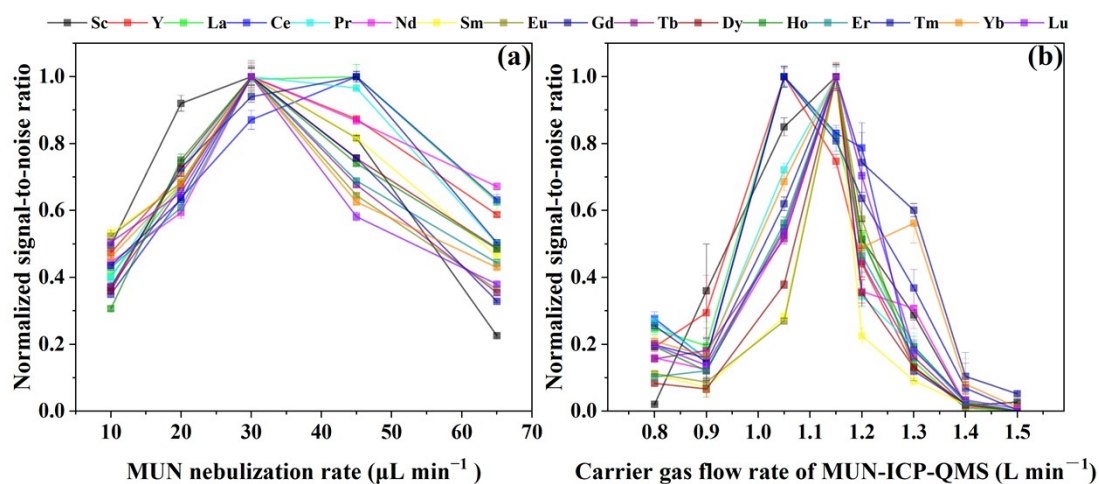 Sc Y La Ce Pr Nd Sm Eu Gd Tb Dy Ho Er Tm Yb Lu
(a)
Normalized signal-to-noise ratio
1.0
0.8
0.6
0.4
0.2
0.0
10 20 30 40 50 60 70
MUN nebulization rate (μL min⁻¹)
(b)
Normalized signal-to-noise ratio
1.0
0.8
0.6
0.4
0.2
0.0
0.8 0.9 1.0 1.1 1.2 1.3 1.4 1.5
Carrier gas flow rate of MUN-ICP-QMS (L min⁻¹)